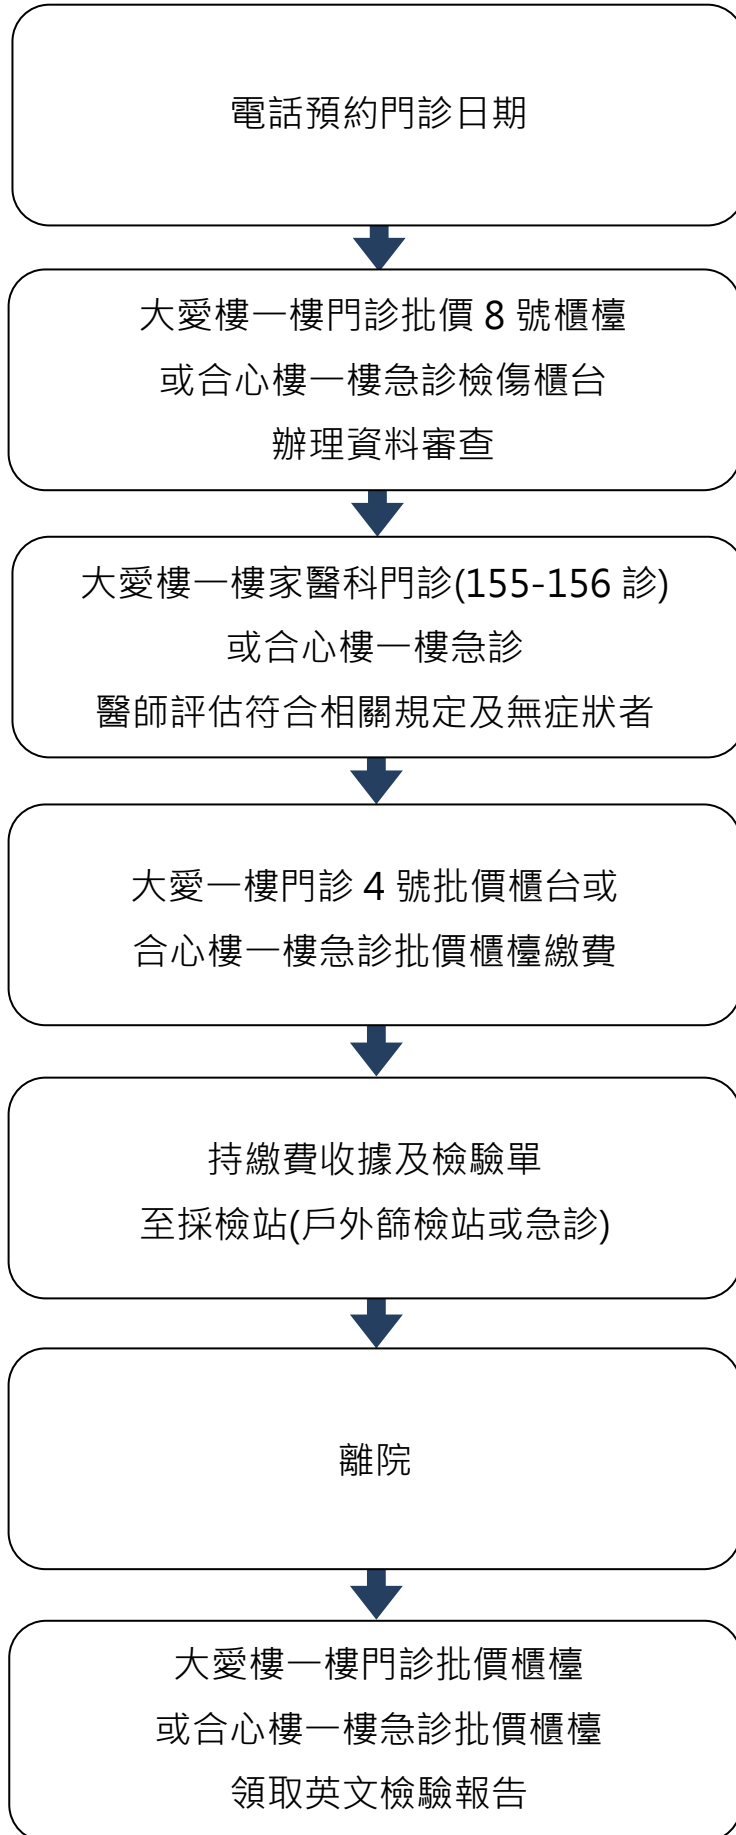 電話預約門診日期
大愛樓一樓門診批價 8 號櫃檯
或合心樓一樓急診檢傷櫃台
辦理資料審查
大愛樓一樓家醫科門診(155-156 診)
或合心樓一樓急診
醫師評估符合相關規定及無症狀者
大愛一樓門診 4 號批價櫃台或
合心樓一樓急診批價櫃檯繳費
持繳費收據及檢驗單
至採檢站(戶外篩檢站或急診)
離院
大愛樓一樓門診批價櫃檯
或合心樓一樓急診批價櫃檯
領取英文檢驗報告